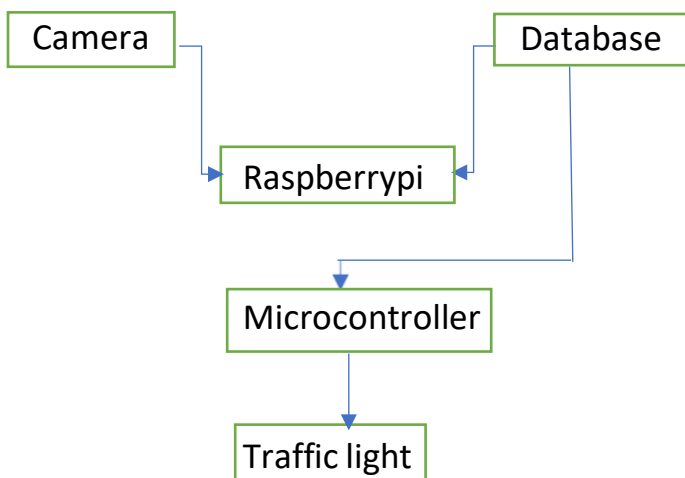 Camera
Database
Raspberrypi
Microcontroller
Traffic light